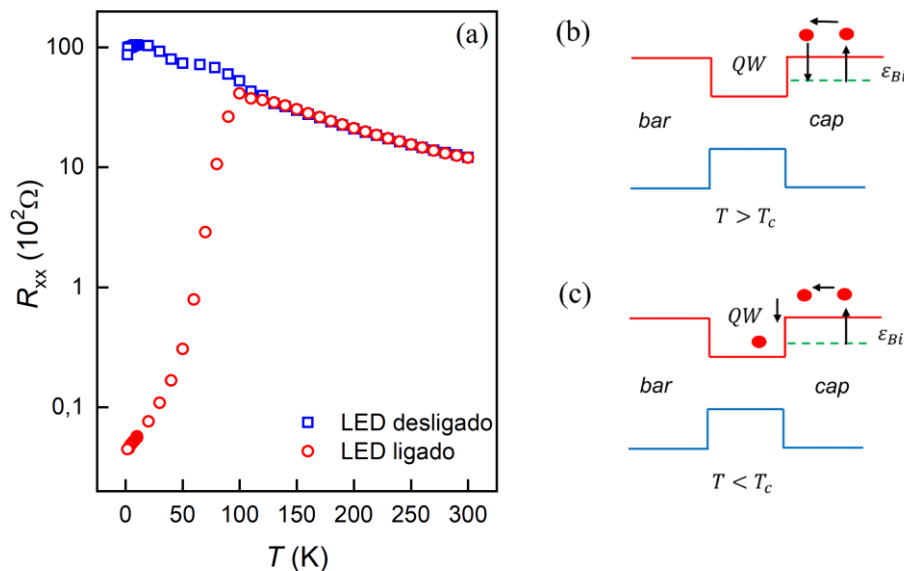 (a)
100
10
1
0,1
R_xx (10²Ω)
LED desligado
LED ligado
0 50 100 150 200 250 300
T (K)
(b)
QW
ε_Bi
bar
cap
T > T_c
(c)
QW
ε_Bi
bar
cap
T < T_c